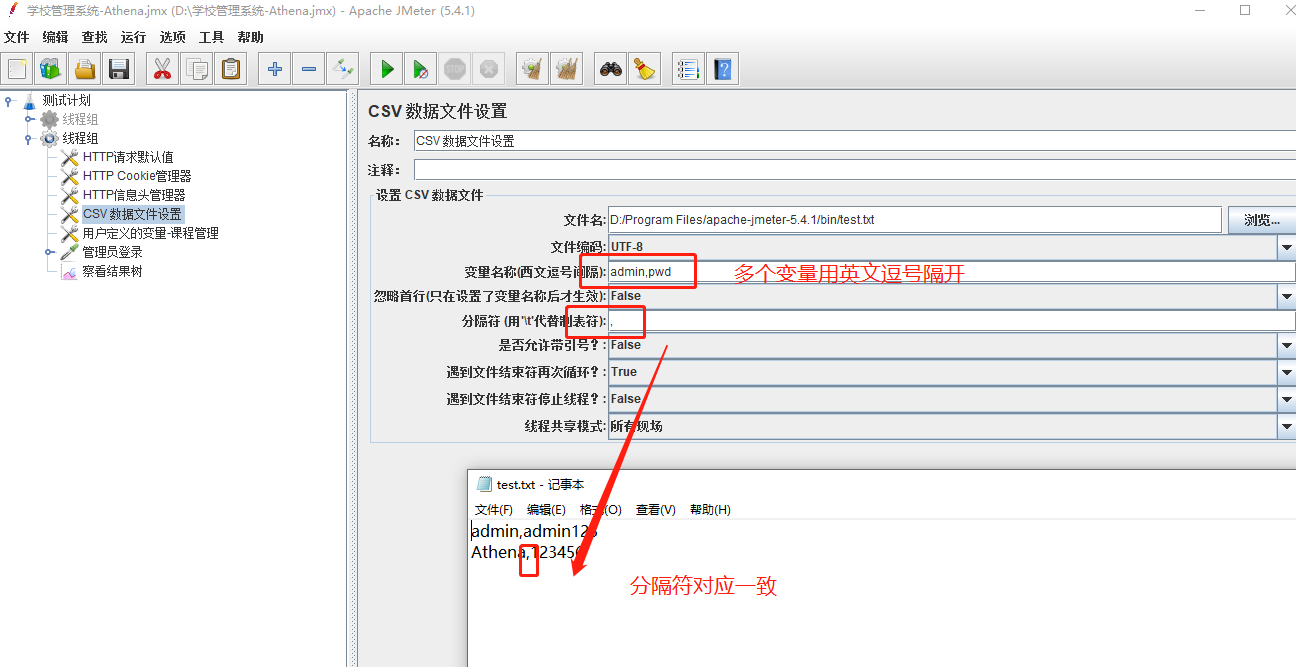 学校管理系统-Athena.jmx (D:\学校管理系统-Athena.jmx) - Apache JMeter (5.4.1)
文件 编辑 查找 运行 选项 工具 帮助
STOP
测试计划
线程组
线程组
HTTP请求默认值
HTTP Cookie管理器
HTTP信息头管理器
CSV 数据文件设置
用户定义的变量-课程管理
管理员登录
察看结果树
CSV 数据文件设置
名称: CSV 数据文件设置
注释:
设置 CSV 数据文件
文件名: D:/Program Files/apache-jmeter-5.4.1/bin/test.txt 浏览...
文件编码: UTF-8
变量名称(西文逗号间隔): admin,pwd 多个变量用英文逗号隔开
忽略首行(只在设置了变量名称后才生效): False
分隔符 (用'\t'代替制表符): ,
是否允许带引号? : False
遇到文件结束符再次循环? : True
遇到文件结束符停止线程? : False
线程共享模式: 所有现场
test.txt - 记事本
文件(F) 编辑(E) 格式(O) 查看(V) 帮助(H)
admin,admin123
Athena,123456
分隔符对应一致